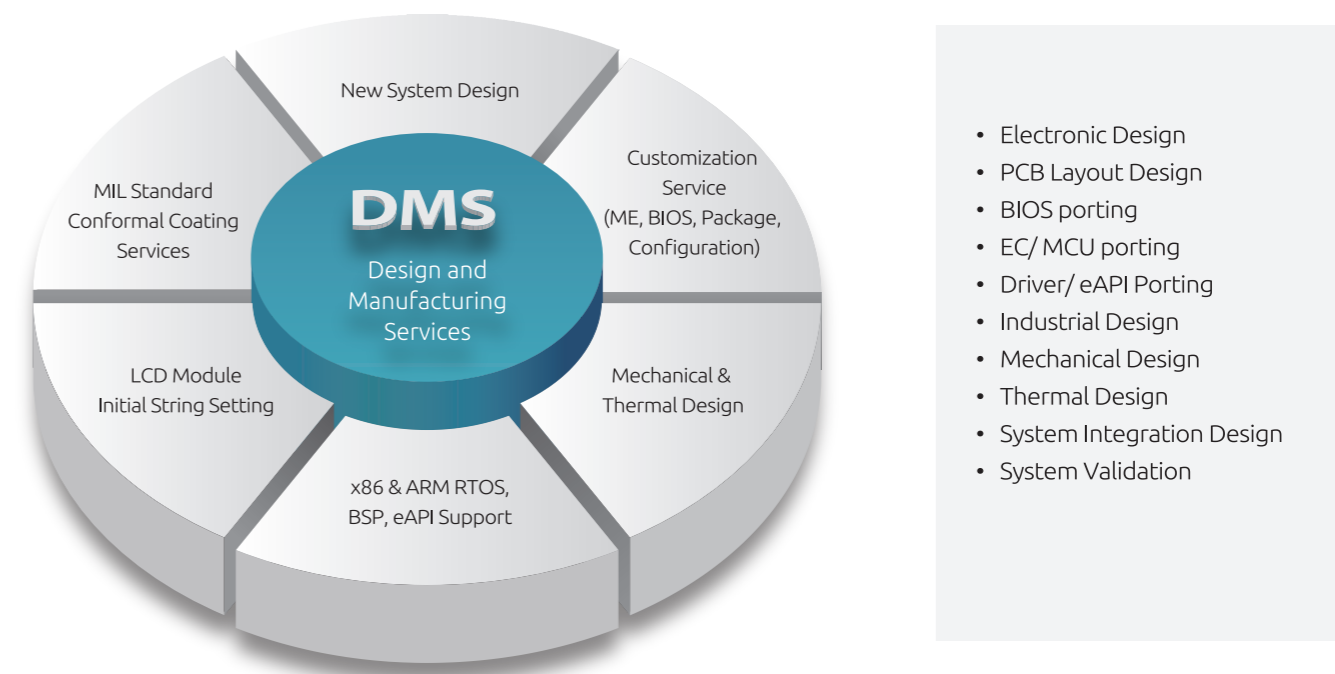 New System Design
Customization
Service
(ME, BIOS, Package,
Configuration)
Mechanical &
Thermal Design
x86 & ARM RTOS,
BSP, eAPI Support
LCD Module
Initial String Setting
MIL Standard
Conformal Coating
Services
DMS
Design and
Manufacturing
Services
• Electronic Design
• PCB Layout Design
• BIOS porting
• EC/ MCU porting
• Driver/ eAPI Porting
• Industrial Design
• Mechanical Design
• Thermal Design
• System Integration Design
• System Validation